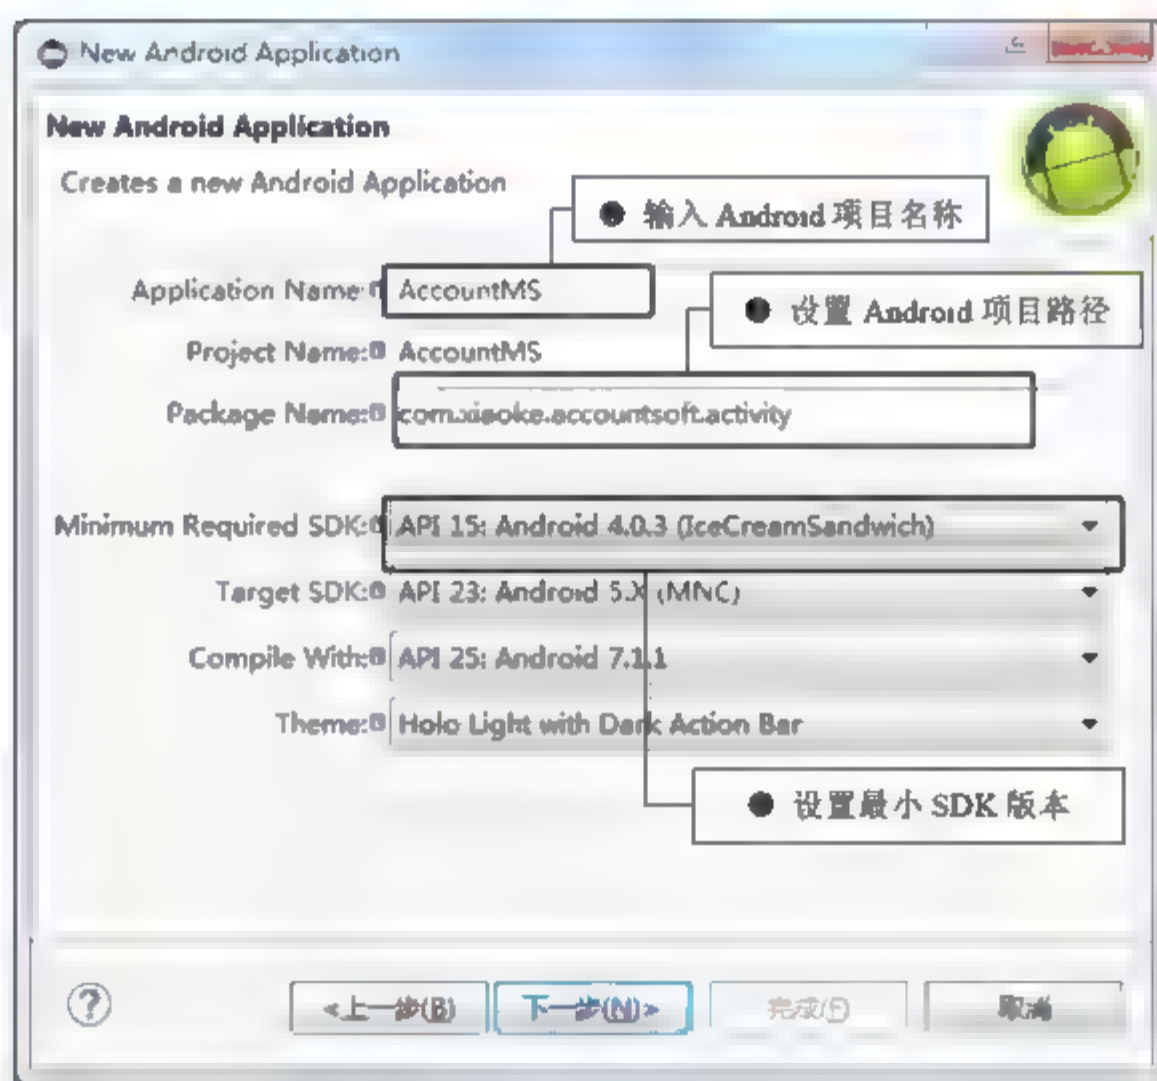 New Android Application
New Android Application
Creates a new Android Application
● 输入 Android 项目名称
Application Name: AccountMS
● 设置 Android 项目路径
Project Name: AccountMS
Package Name: com.xiaoke.accountsoft.activity
Minimum Required SDK: API 15: Android 4.0.3 (IceCreamSandwich)
Target SDK: API 23: Android 5.X (MNC)
Compile With: API 25: Android 7.1.1
Theme: Holo Light with Dark Action Bar
● 设置最小 SDK 版本
<上一步(B) 下一步(N)> 完成(F) 取消